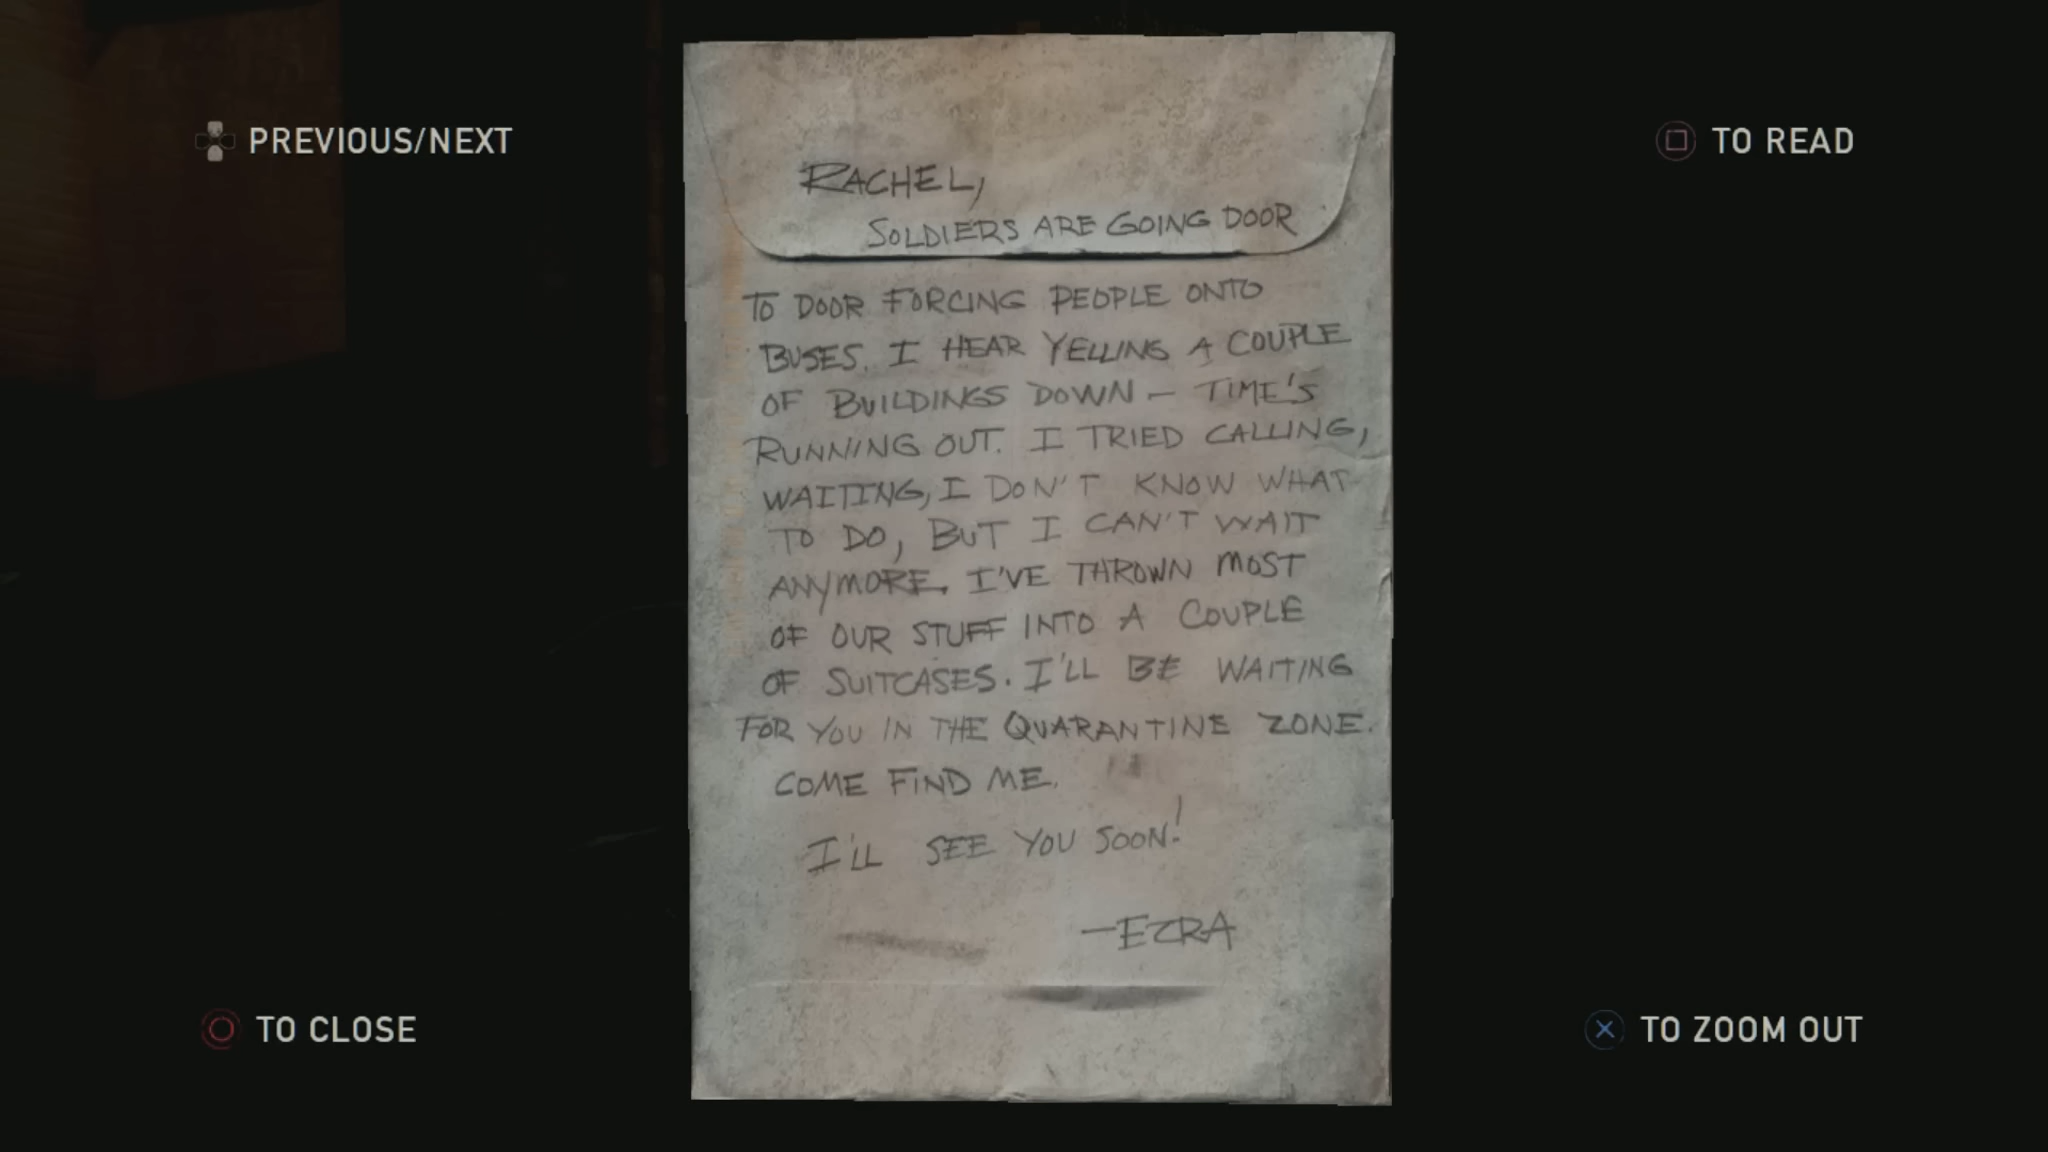 PREVIOUS/NEXT
TO READ
RACHEL,
SOLDIERS ARE GOING DOOR
TO DOOR FORCING PEOPLE ONTO
BUSES. I HEAR YELLING A COUPLE
OF BUILDINGS DOWN – TIME'S
RUNNING OUT. I TRIED CALLING,
WAITING, I DON'T KNOW WHAT
TO DO, BUT I CAN'T WAIT
ANYMORE. I'VE THROWN MOST
OF OUR STUFF INTO A COUPLE
OF SUITCASES. I'LL BE WAITING
FOR YOU IN THE QUARANTINE ZONE.
COME FIND ME.
I'LL SEE YOU SOON!
—EZRA
TO CLOSE
TO ZOOM OUT